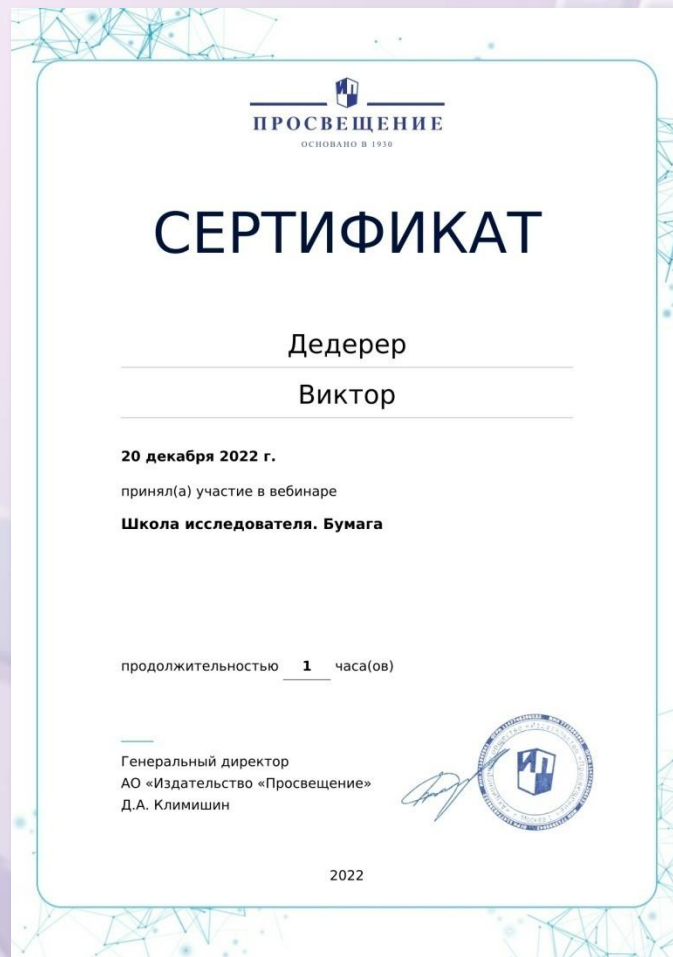 ПРОСВЕЩЕНИЕ
ОСНОВАНО В 1930
СЕРТИФИКАТ
Дедерер
Виктор
20 декабря 2022 г.
принял(а) участие в вебинаре
Школа исследователя. Бумага
продолжительностью 1 часа(ов)
Генеральный директор
АО «Издательство «Просвещение»
Д.А. Климишин
2022